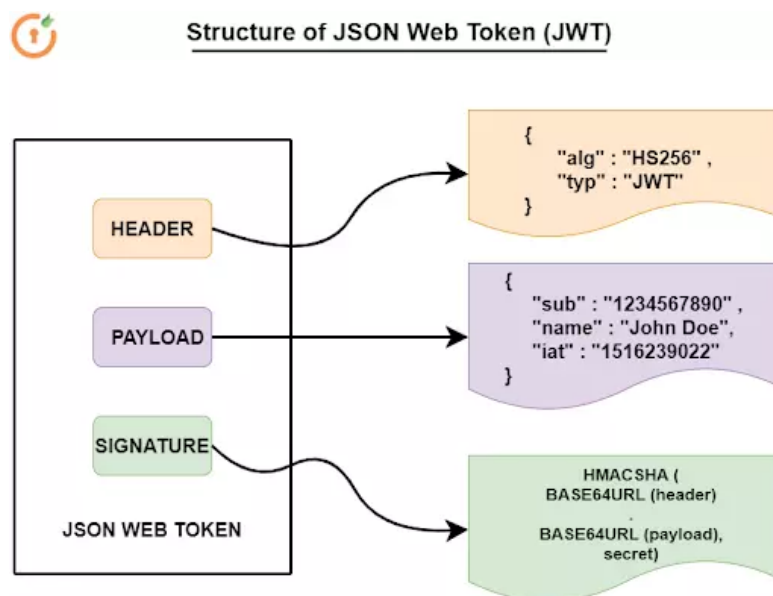 Structure of JSON Web Token (JWT)
HEADER
PAYLOAD
SIGNATURE
JSON WEB TOKEN
{
"alg" : "HS256" ,
"typ" : "JWT"
}
{
"sub" : "1234567890" ,
"name" : "John Doe",
"iat" : "1516239022"
}
HMACSHA (
BASE64URL (header)
.
BASE64URL (payload),
secret)